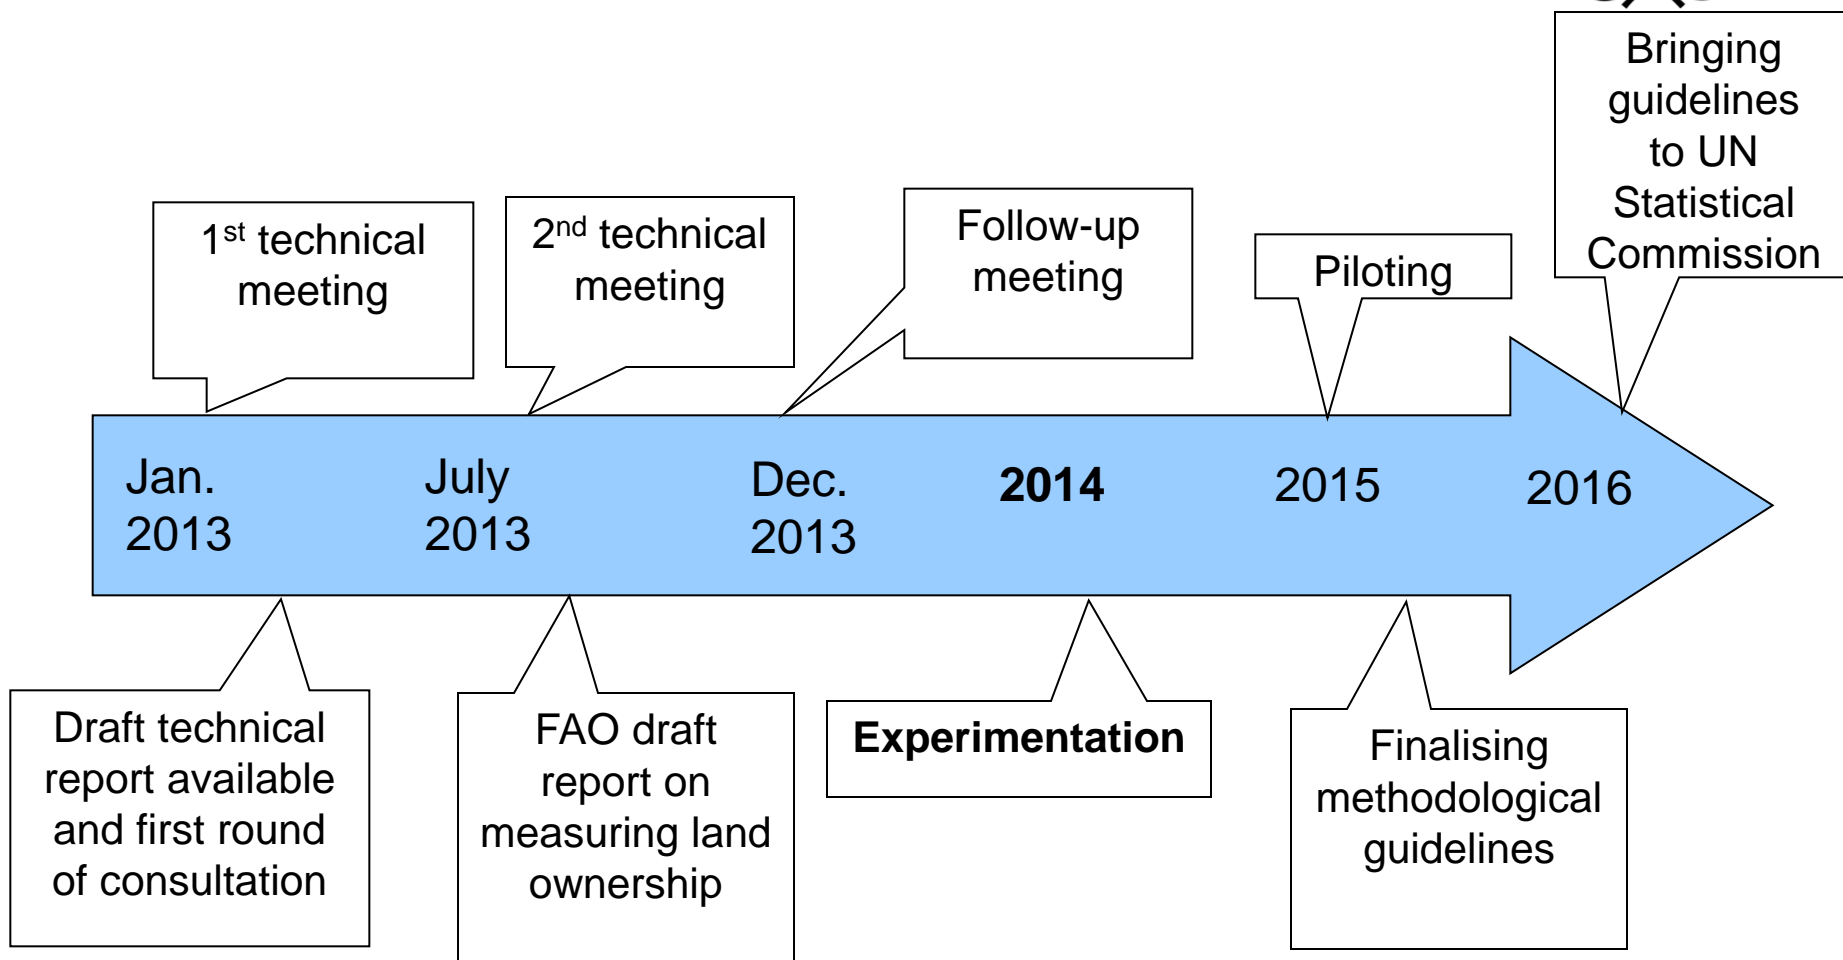 Bringing
guidelines
to UN
Statistical
Commission
1st technical
meeting
2nd technical
meeting
Follow-up
meeting
Piloting
Jan.
2013
July
2013
Dec.
2013
2014
2015
2016
Draft technical
report available
and first round
of consultation
FAO draft
report on
measuring land
ownership
Experimentation
Finalising
methodological
guidelines